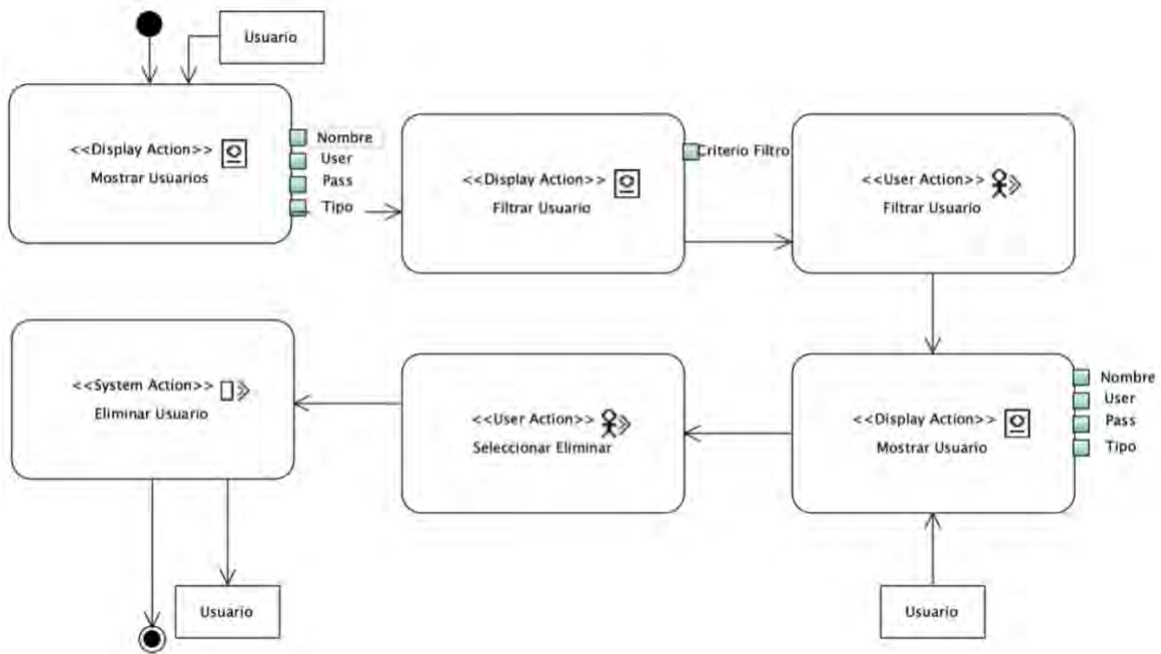 Usuario
<<Display Action>>
Mostrar Usuarios
Nombre
User
Pass
Tipo
<<Display Action>>
Filtrar Usuario
Criterio Filtro
<<User Action>>
Filtrar Usuario
<<System Action>>
Eliminar Usuario
<<User Action>>
Seleccionar Eliminar
<<Display Action>>
Mostrar Usuario
Nombre
User
Pass
Tipo
Usuario
Usuario